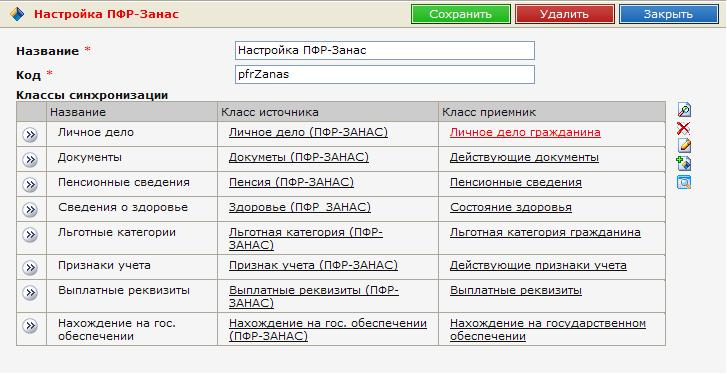 Настройка ПФР-Занас
Сохранить
Удалить
Закрыть
Название *
Настройка ПФР-Занас
Код *
pfrZanas
Классы синхронизации
Название Класс источника Класс приемник
Личное дело Личное дело (ПФР-ЗАНАС) Личное дело гражданина
Документы Докуметы (ПФР-ЗАНАС) Действующие документы
Пенсионные сведения Пенсия (ПФР-ЗАНАС) Пенсионные сведения
Сведения о здоровье Здоровье (ПФР_ЗАНАС) Состояние здоровья
Льготные категории Льготная категория (ПФР-
ЗАНАС) Льготная категория гражданина
Признаки учета Признак учета (ПФР-ЗАНАС) Действующие признаки учета
Выплатные реквизиты Выплатные реквизиты (ПФР-
ЗАНАС) Выплатные реквизиты
Нахождение на гос.
обеспечении
Нахождение на гос. обеспечении
(ПФР-ЗАНАС)
Нахождение на государственном
обеспечении